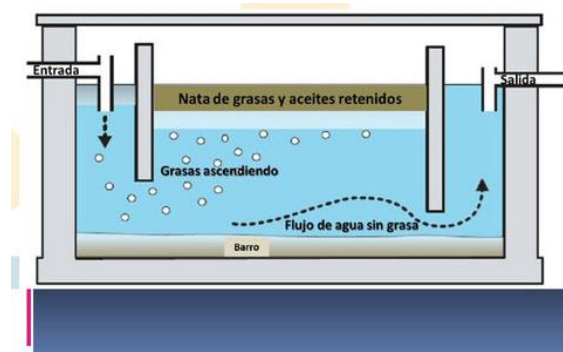 Entrada
Salida
Nata de grasas y aceites retenidos
Grasas ascendiendo
Flujo de agua sin grasa
Barro